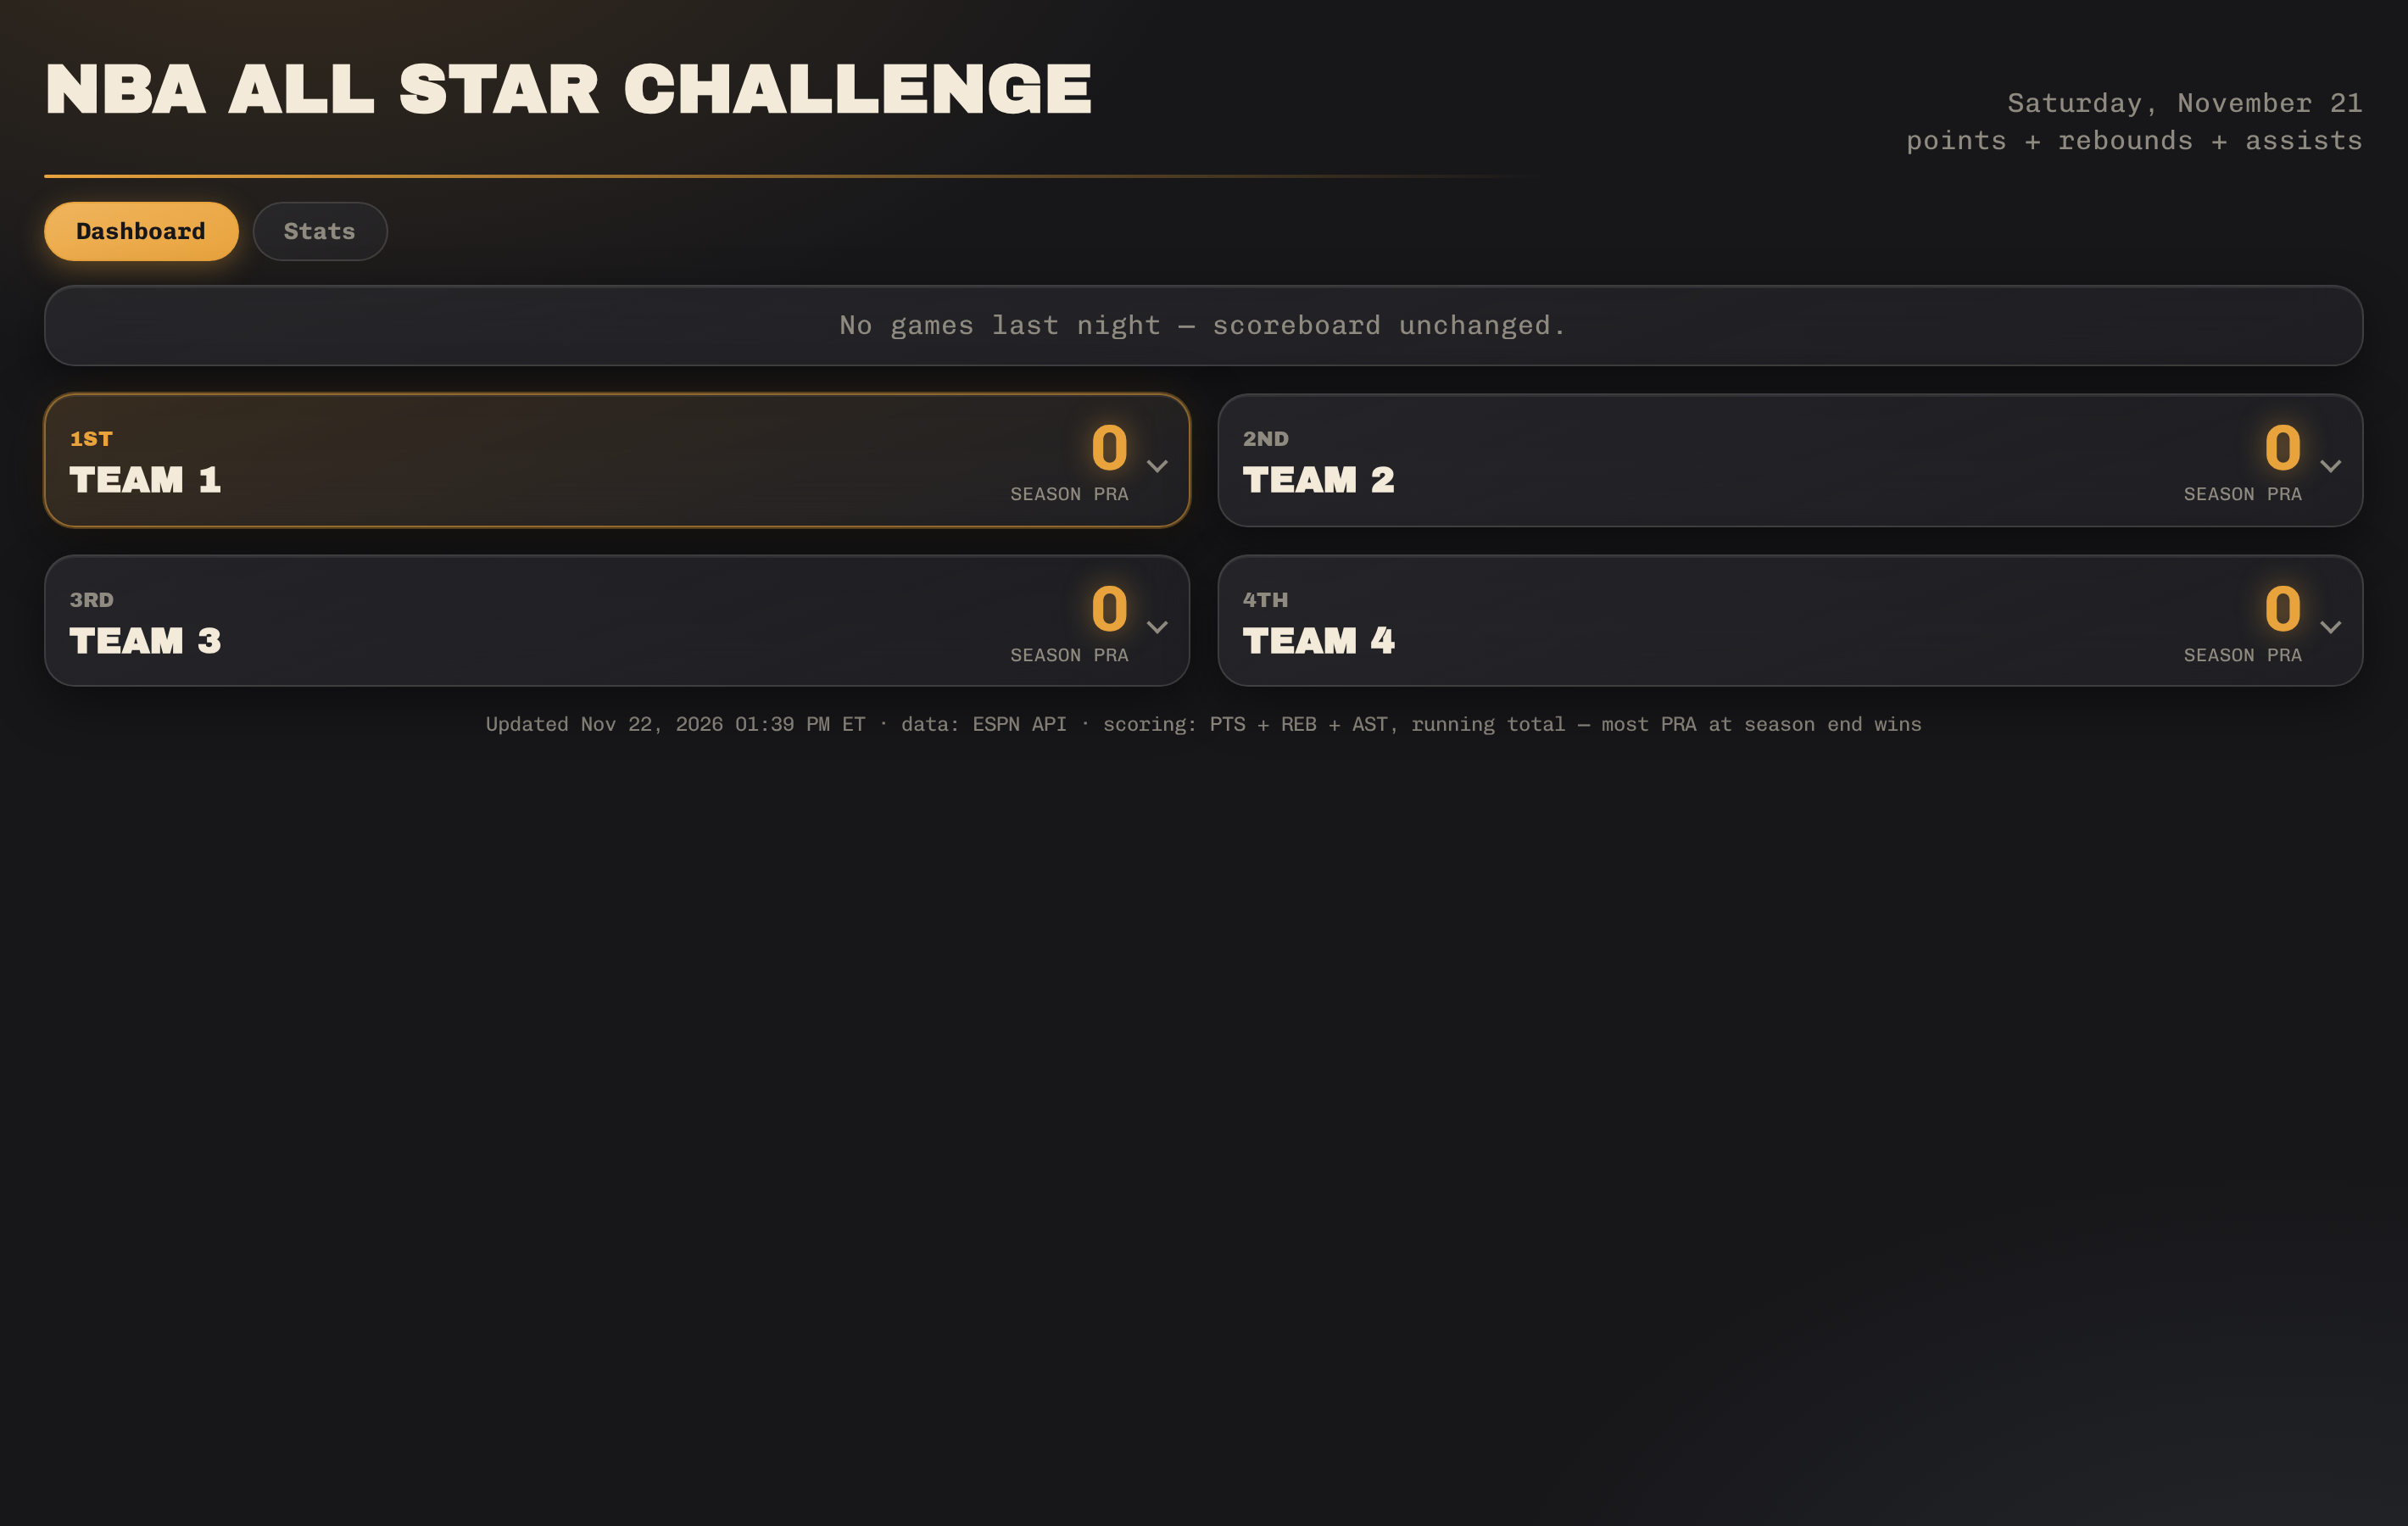 NBA ALL STAR CHALLENGE
Saturday, November 21
points + rebounds + assists
Dashboard
Stats
No games last night — scoreboard unchanged.
1ST
TEAM 1
0
SEASON PRA
2ND
TEAM 2
0
SEASON PRA
3RD
TEAM 3
0
SEASON PRA
4TH
TEAM 4
0
SEASON PRA
Updated Nov 22, 2026 01:39 PM ET · data: ESPN API · scoring: PTS + REB + AST, running total — most PRA at season end wins